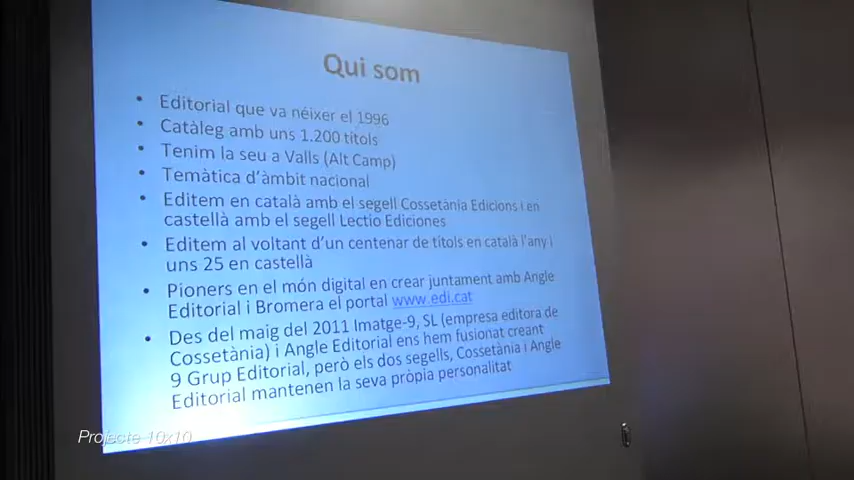 Qui som
• Editorial que va néixer el 1996
• Catàleg amb uns 1.200 títols
• Tenim la seu a Valls (Alt Camp)
• Temàtica d'àmbit nacional
• Editem en català amb el segell Cossetània Edicions i en
castellà amb el segell Lectio Ediciones
• Editem al voltant d'un centenar de títols en català l'any i
uns 25 en castellà
• Pioners en el món digital en crear juntament amb Angle
Editorial i Bromera el portal www.edi.cat
• Des del maig del 2011 Imatge-9, SL (empresa editora de
Cossetània) i Angle Editorial ens hem fusionat creant
9 Grup Editorial, però els dos segells, Cossetània i Angle
Editorial mantenen la seva pròpia personalitat
Projecte 10x10